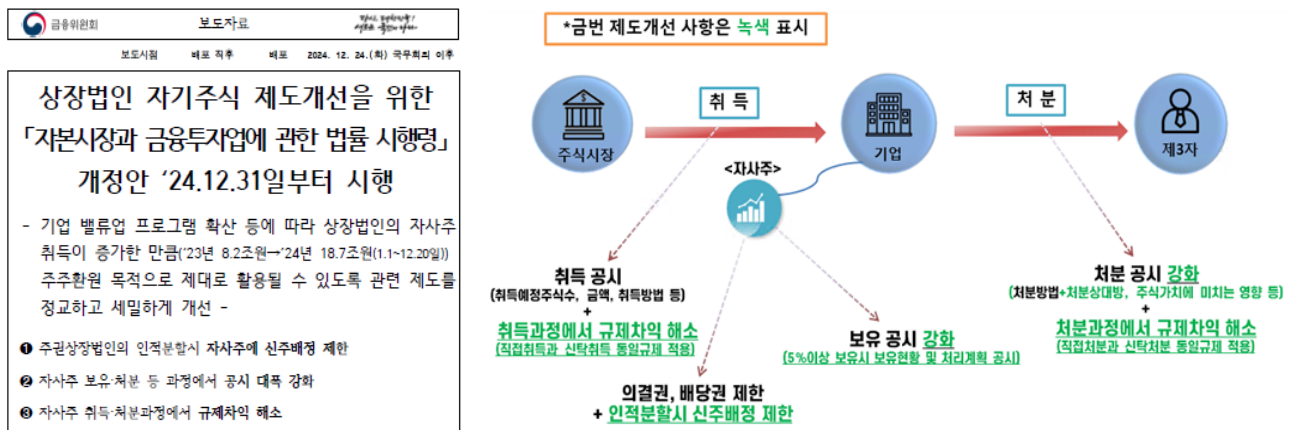 금융위원회
보도자료
보도시점 배포 직후 배포 2024. 12. 24.(화) 국무회의 이후
상장법인 자기주식 제도개선을 위한
「자본시장과 금융투자업에 관한 법률 시행령」
개정안 ‘24.12.31일부터 시행
- 기업 밸류업 프로그램 확산 등에 따라 상장법인의 자사주
취득이 증가한 만큼(‘23년 8.2조원→‘24년 18.7조원(1.1~12.20일))
주주환원 목적으로 제대로 활용될 수 있도록 관련 제도를
정교하고 세밀하게 개선 -
❶ 주권상장법인의 인적분할시 자사주에 신주배정 제한
❷ 자사주 보유·처분 등 과정에서 공시 대폭 강화
❸ 자사주 취득·처분과정에서 규제차익 해소
*금번 제도개선 사항은 녹색 표시
주식시장
취 득
기업
처 분
제3자
<자사주>
취득 공시
(취득예정주식수, 금액, 취득방법 등)
+
취득과정에서 규제차익 해소
(직접취득과 신탁취득 동일규제 적용)
의결권, 배당권 제한
+ 인적분할시 신주배정 제한
보유 공시 강화
(5%이상 보유시 보유현황 및 처리계획 공시)
처분 공시 강화
(처분방법+처분상대방, 주식가치에 미치는 영향 등)
+
처분과정에서 규제차익 해소
(직접처분과 신탁처분 동일규제 적용)